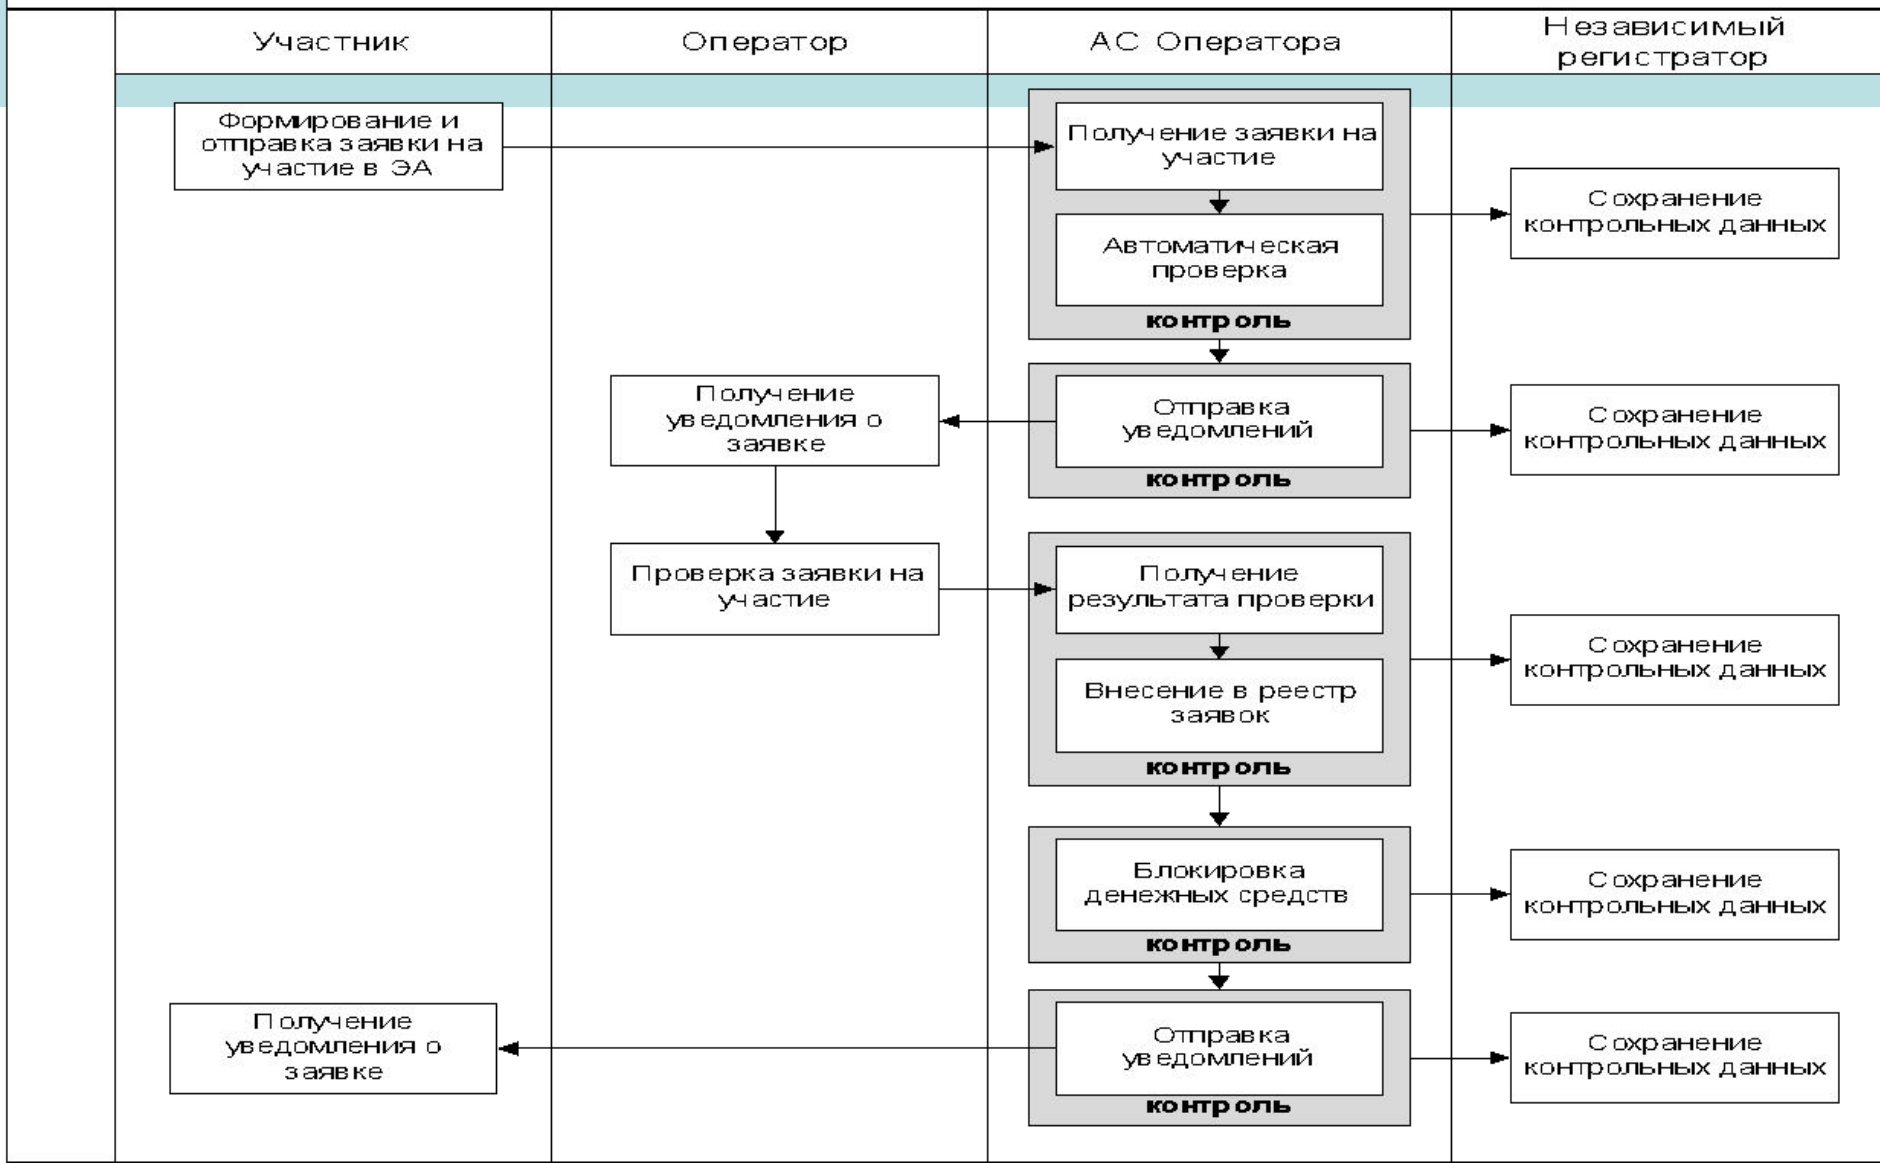 Участник
Оператор
АС Оператора
Независимый
регистратор
Формирование и
отправка заявки на
участие в ЭА
Получение заявки на
участие
Автоматическая
проверка
контроль
Сохранение
контрольных данных
Получение
уведомления о
заявке
Отправка
уведомлений
контроль
Сохранение
контрольных данных
Проверка заявки на
участие
Получение
результата проверки
Внесение в реестр
заявок
контроль
Сохранение
контрольных данных
Блокировка
денежных средств
контроль
Сохранение
контрольных данных
Получение
уведомления о
заявке
Отправка
уведомлений
контроль
Сохранение
контрольных данных